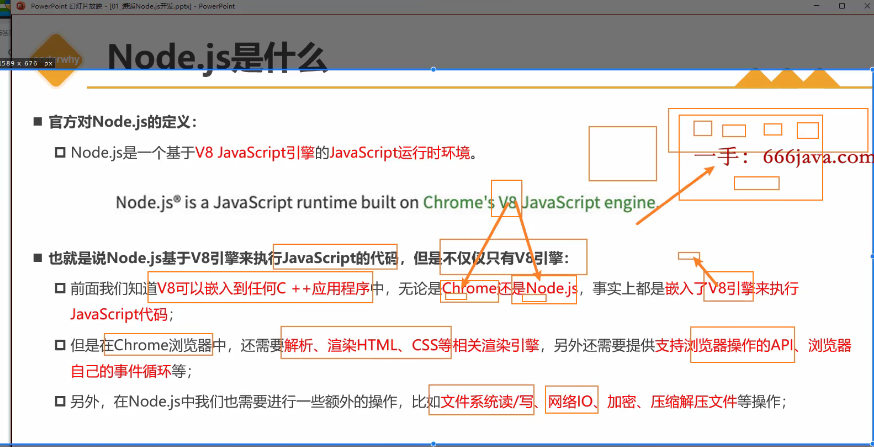 PowerPoint 幻灯片放映 - [01_邂逅Node.js开发.pptx] - PowerPoint
1589 x 676 px
Node.js是什么
官方对Node.js的定义：
Node.js是一个基于V8 JavaScript引擎的JavaScript运行时环境。
一手：666java.com
Node.js® is a JavaScript runtime built on Chrome's V8 JavaScript engine.
也就是说Node.js基于V8引擎来执行JavaScript的代码，但是不仅仅只有V8引擎：
前面我们知道V8可以嵌入到任何C ++应用程序中，无论是Chrome还是Node.js，事实上都是嵌入了V8引擎来执行
JavaScript代码；
但是在Chrome浏览器中，还需要解析、渲染HTML、CSS等相关渲染引擎，另外还需要提供支持浏览器操作的API、浏览器
自己的事件循环等；
另外，在Node.js中我们也需要进行一些额外的操作，比如文件系统读/写、网络IO、加密、压缩解压文件等操作；